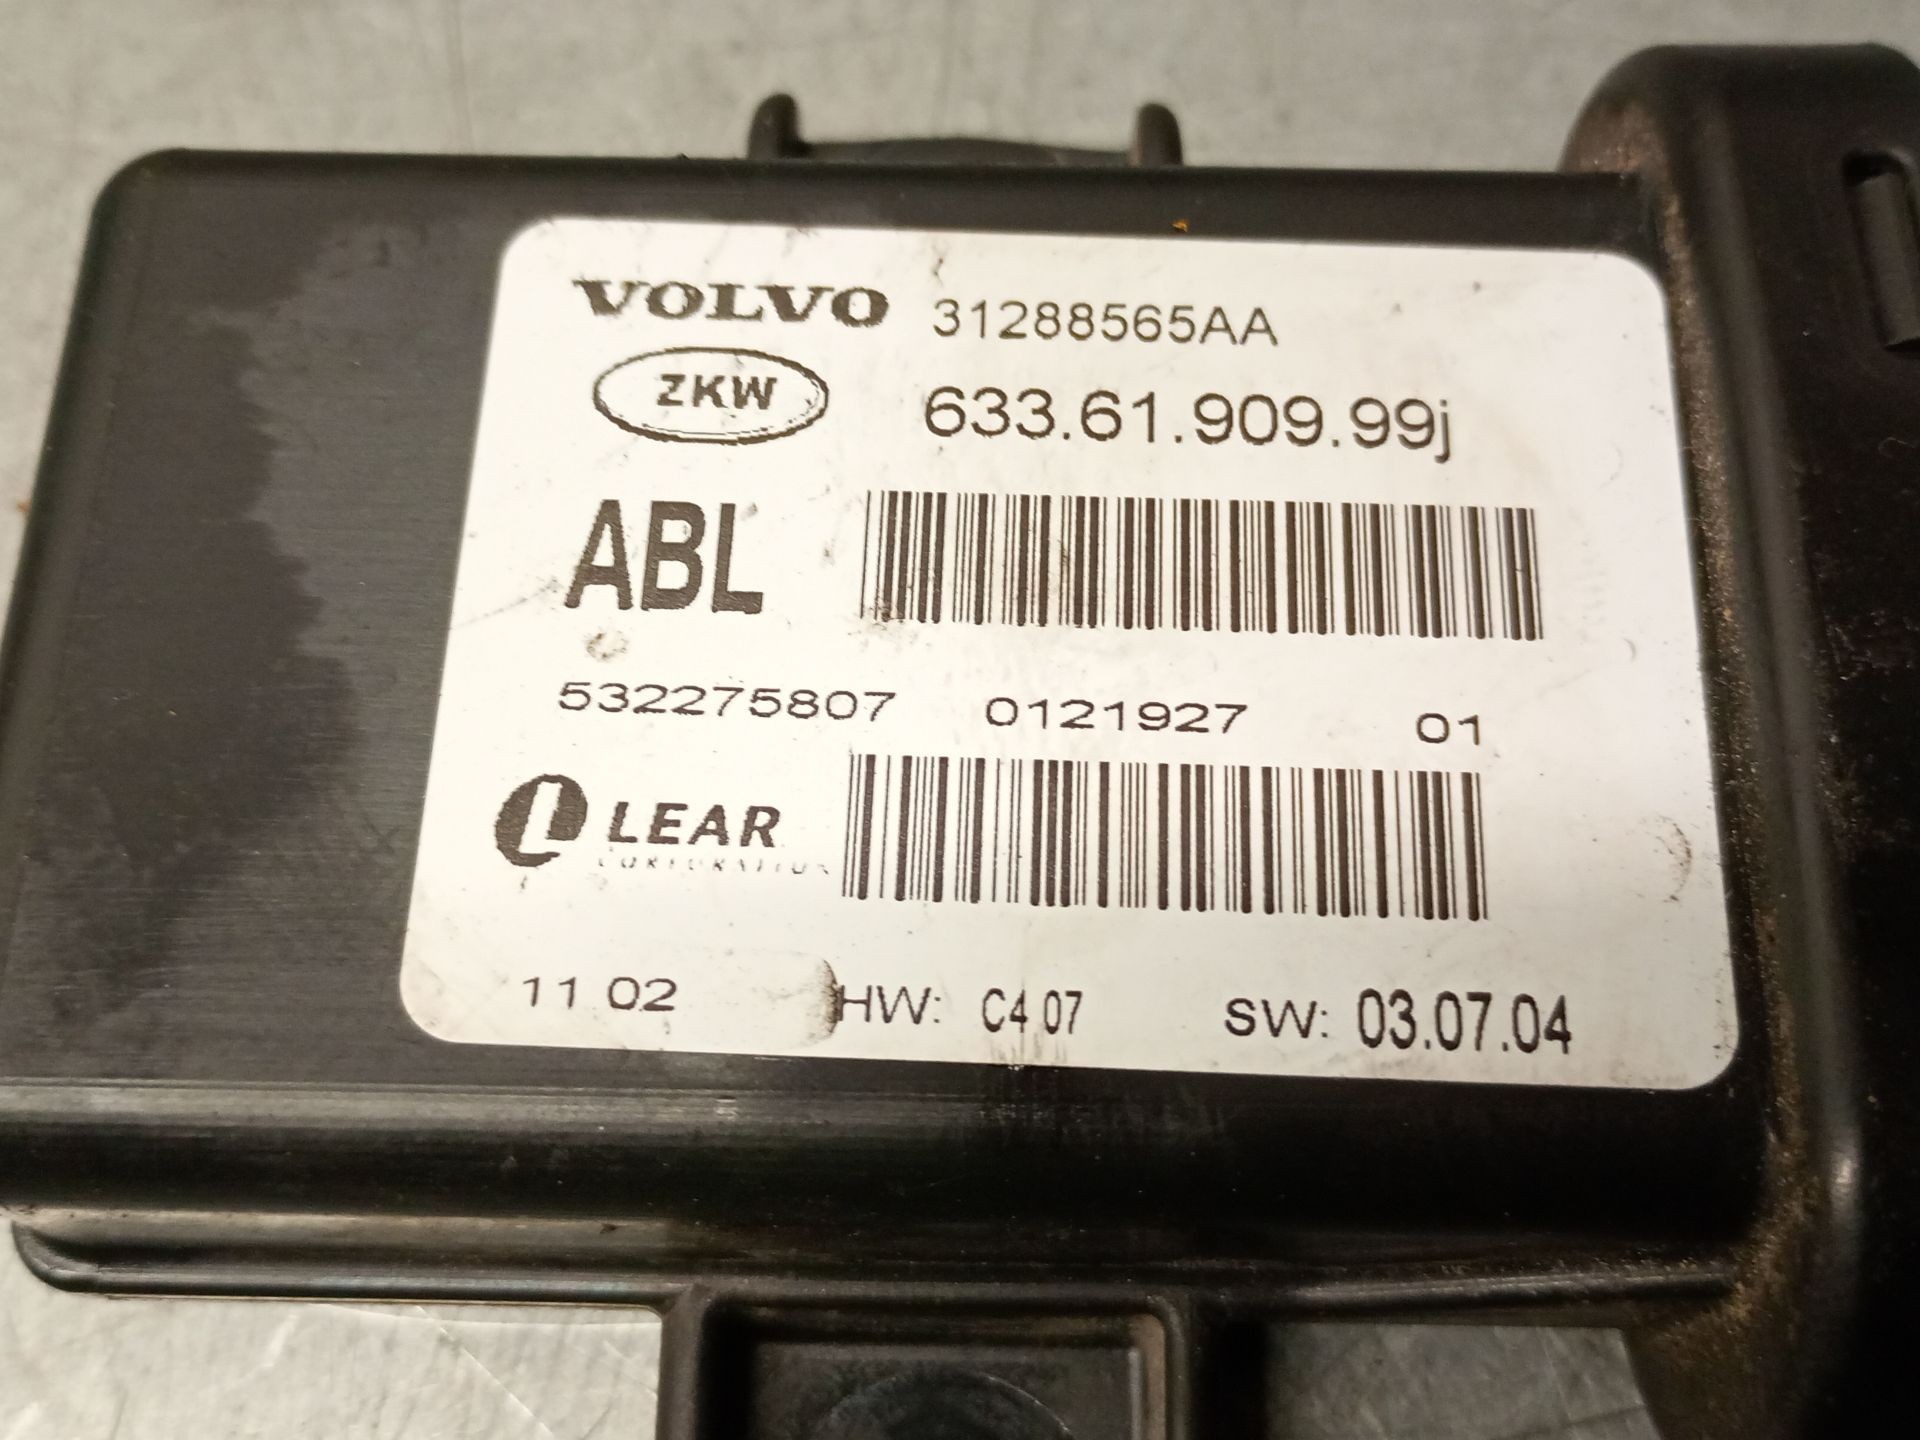 VOLVO 31288565AA
ZKW 633.61.909.99j
ABL
532275807 0121927 01
LEAR
CORPORATION
11 02 HW: C4 07 SW: 03.07.04